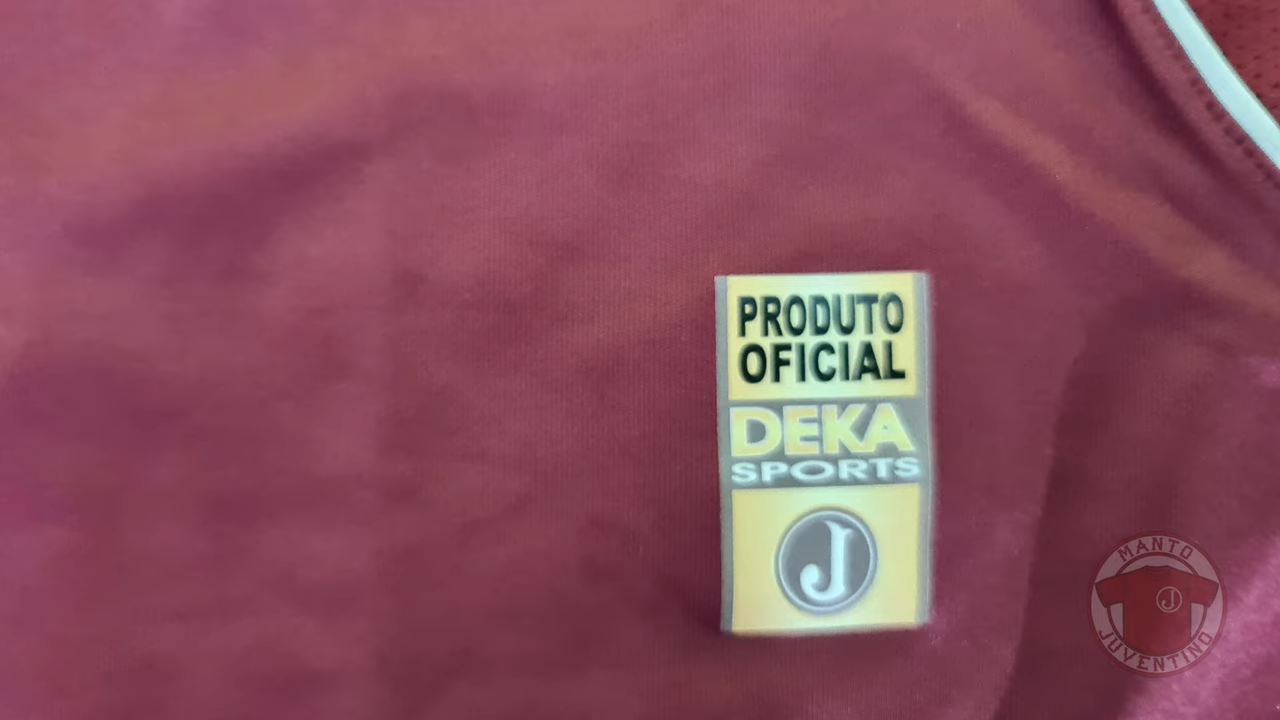 PRODUTO
OFICIAL
DEKA
SPORTS
J
MANTO
J
JUVENTINO